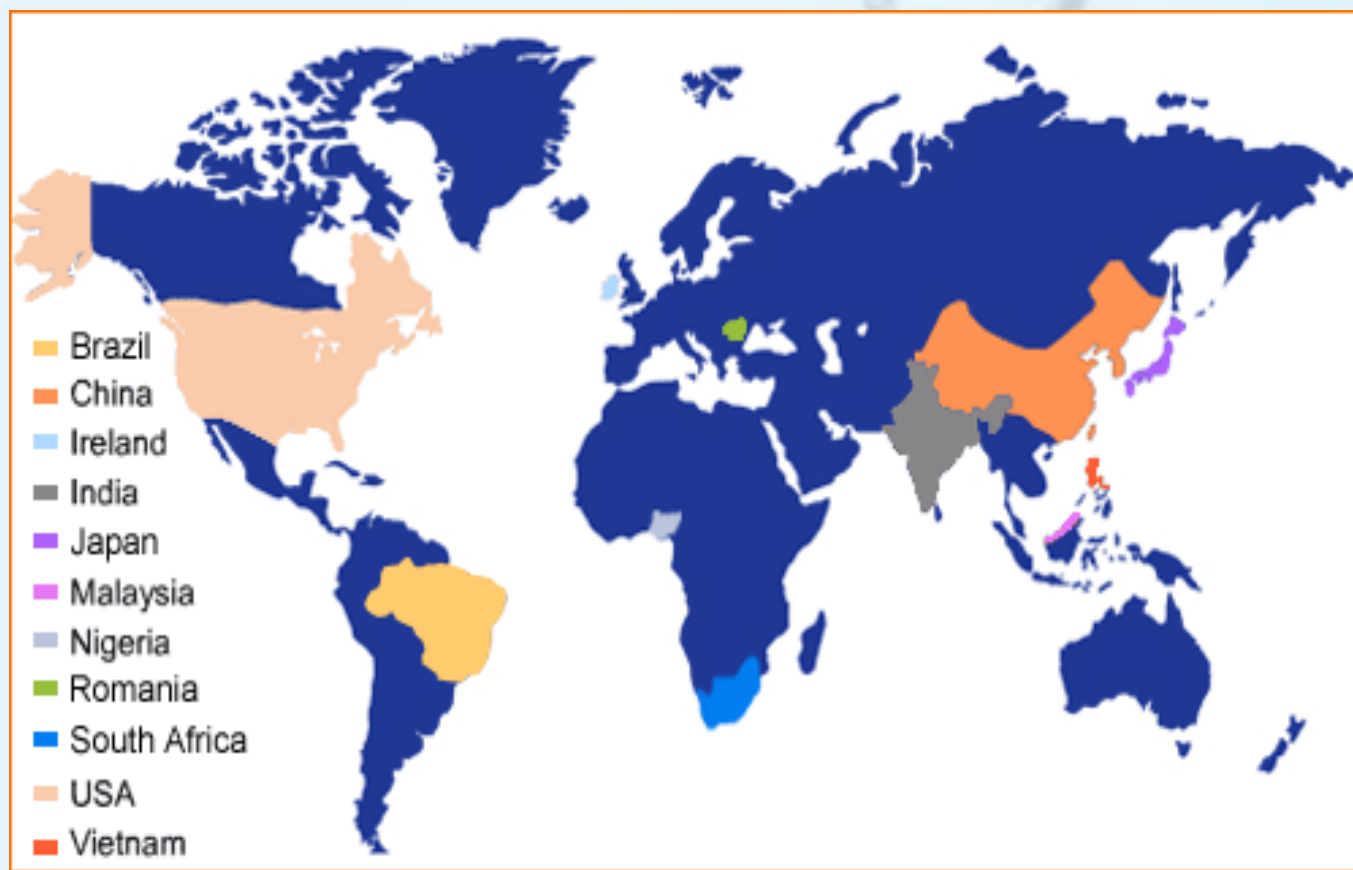 Brazil
China
Ireland
India
Japan
Malaysia
Nigeria
Romania
South Africa
USA
Vietnam